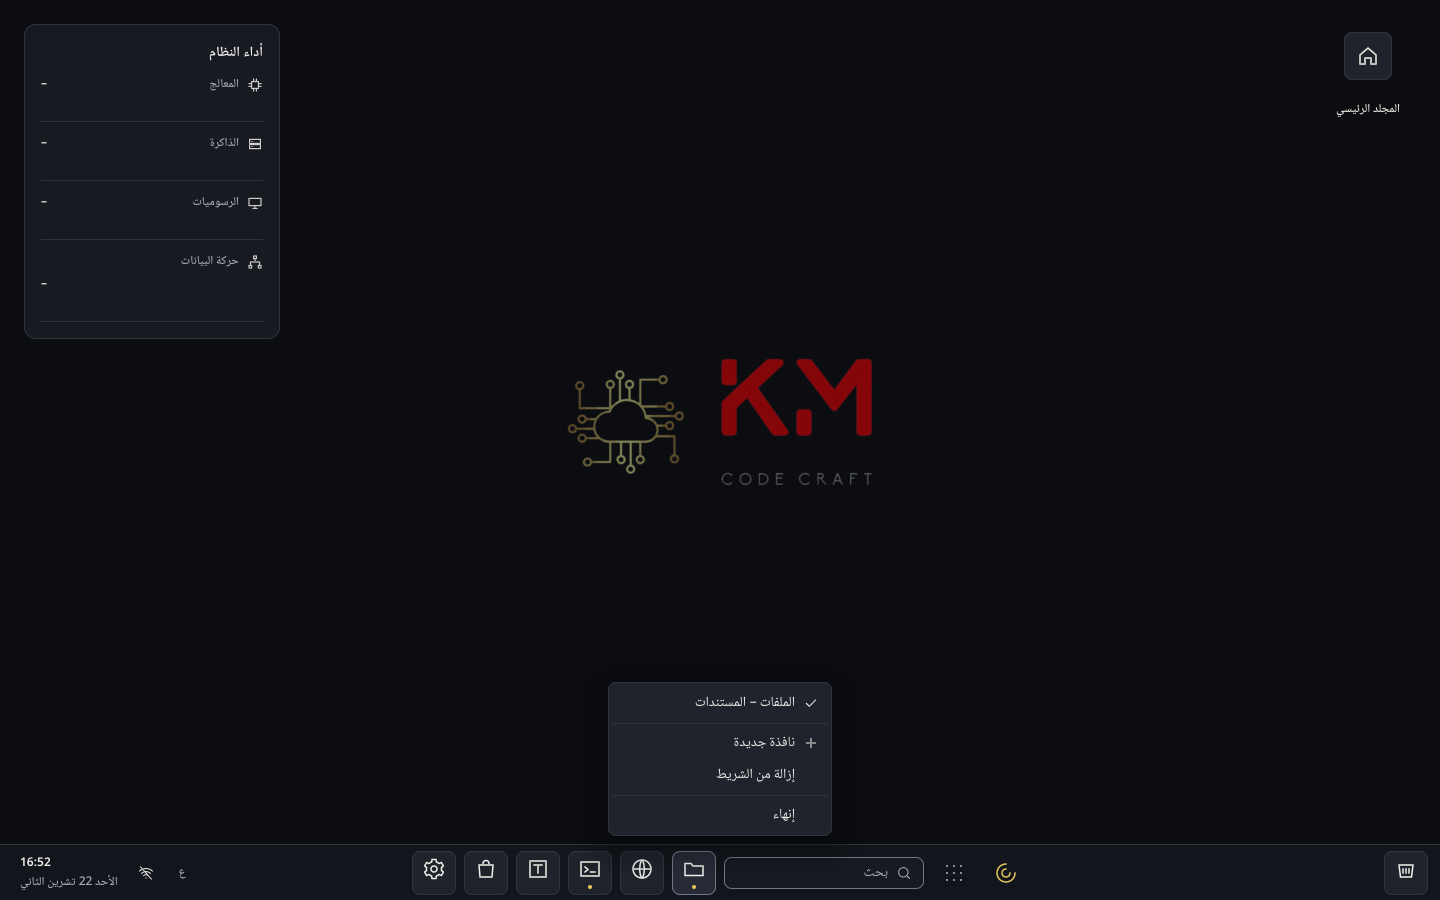 أداء النظام
المعالج –
الذاكرة –
الرسوميات –
حركة البيانات
–
المجلد الرئيسي
KM
CODE CRAFT
الملفات – المستندات
نافذة جديدة
إزالة من الشريط
إنهاء
بحث
ع
16:52
الأحد 22 تشرين الثاني